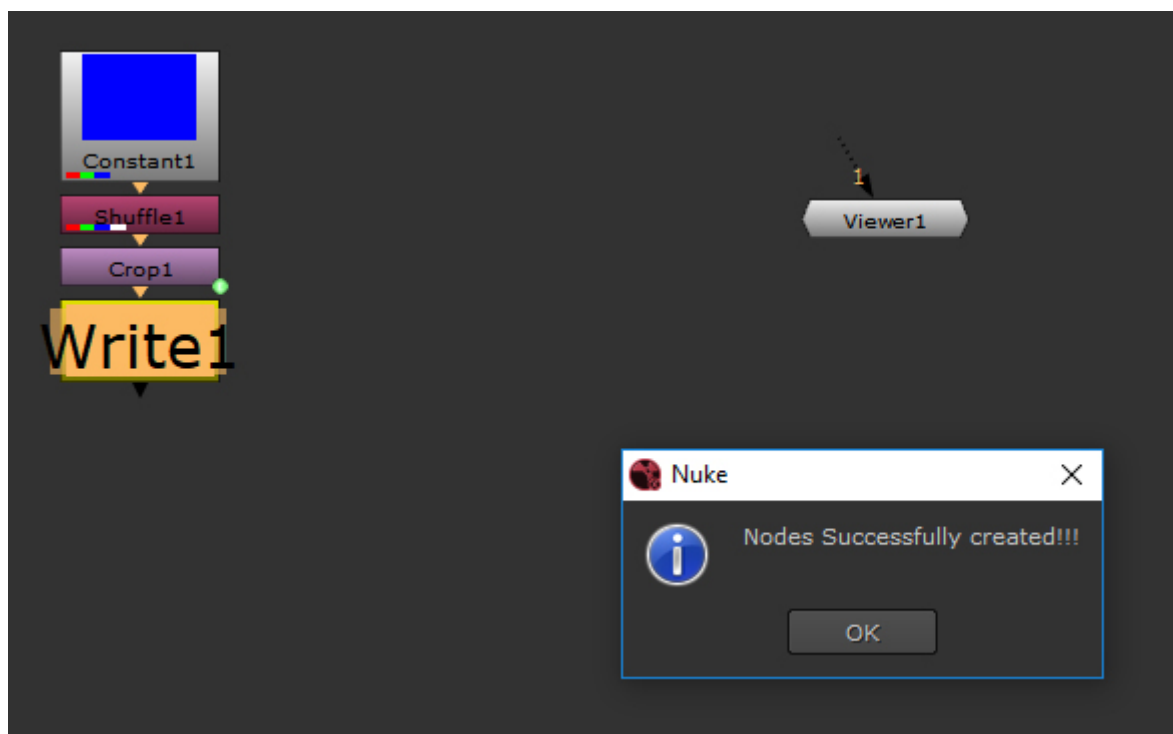 Constant1
Shuffle1
Crop1
Write1
1
Viewer1
Nuke
Nodes Successfully created!!!
OK